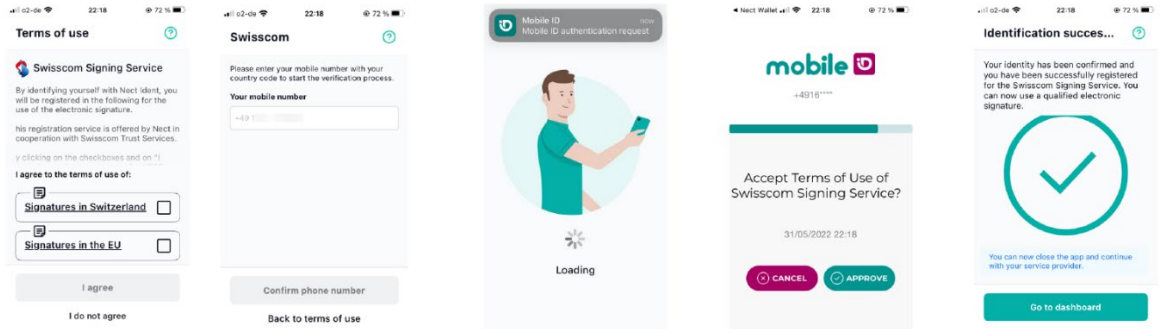 o2-de 22:18 72 %
Terms of use ?
Swisscom Signing Service
By identifying yourself with Nect Ident, you
will be registered in the following for the
use of the electronic signature.
his registration service is offered by Nect in
cooperation with Swisscom Trust Services.
y clicking on the checkboxes and on "I
I agree to the terms of use of:
Signatures in Switzerland
Signatures in the EU
I agree
I do not agree
o2-de 22:18 72 %
Swisscom ?
Please enter your mobile number with your
country code to start the verification process.
Your mobile number
+49 1
Confirm phone number
Back to terms of use
Mobile ID now
Mobile ID authentication request
Loading
Nect Wallet 22:18 72 %
mobile ID
+4916****
Accept Terms of Use of
Swisscom Signing Service?
31/05/2022 22:18
CANCEL APPROVE
o2-de 22:18 72 %
Identification succes... ?
Your identity has been confirmed and
you have been successfully registered
for the Swisscom Signing Service. You
can now use a qualified electronic
signature.
You can now close the app and continue
with your service provider.
Go to dashboard